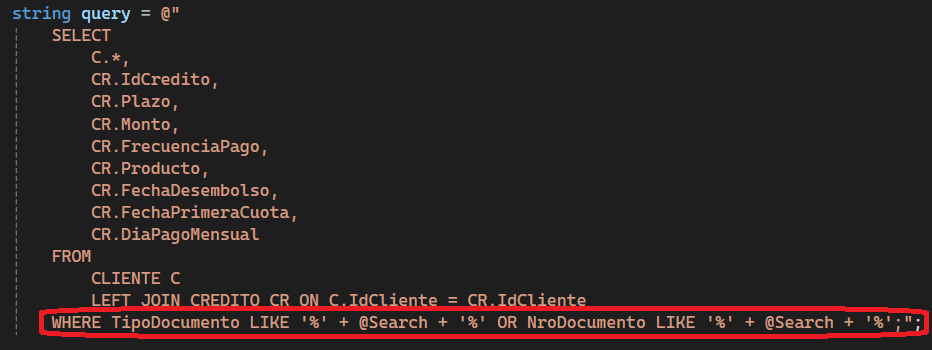 string query = @"
SELECT
C.*,
CR.IdCredito,
CR.Plazo,
CR.Monto,
CR.FrecuenciaPago,
CR.Producto,
CR.FechaDesembolso,
CR.FechaPrimeraCuota,
CR.DiaPagoMensual
FROM
CLIENTE C
LEFT JOIN CREDITO CR ON C.IdCliente = CR.IdCliente
WHERE TipoDocumento LIKE '%' + @Search + '%' OR NroDocumento LIKE '%' + @Search + '%';";